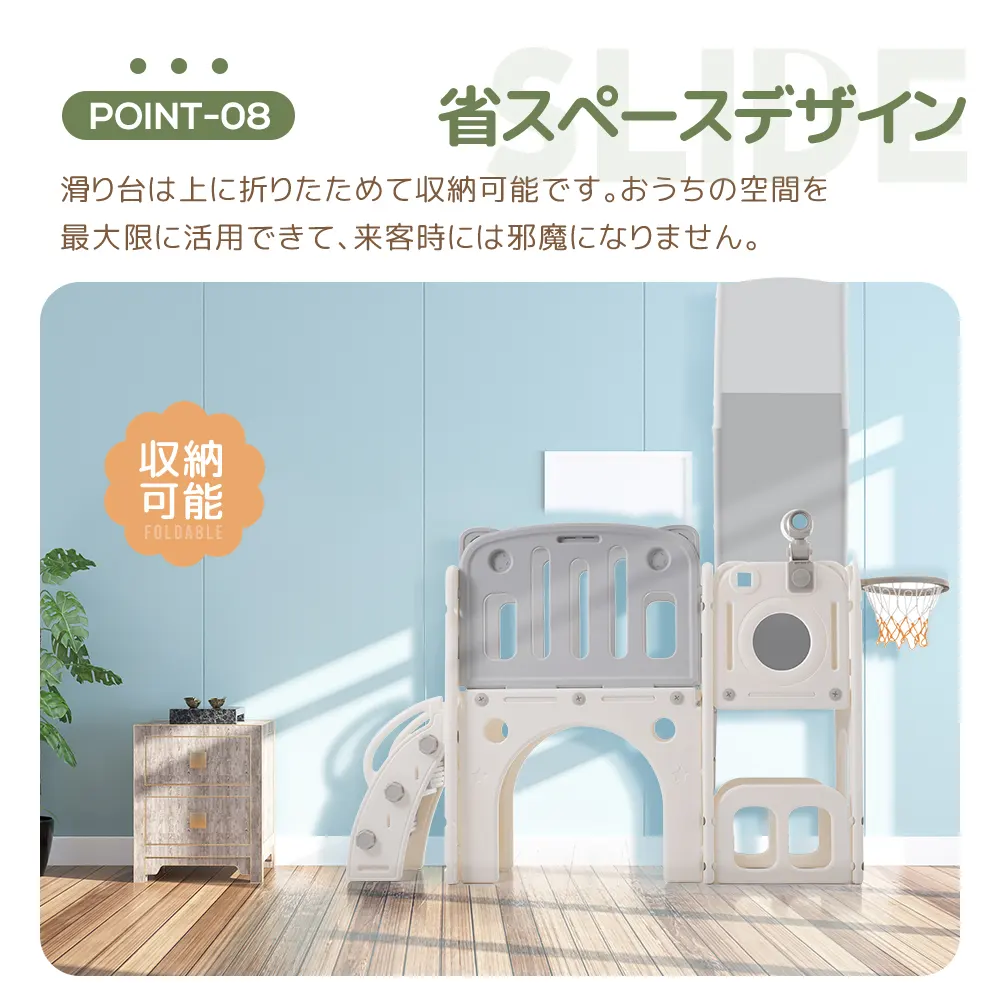 SLIDE
POINT-08
省スペースデザイン
滑り台は上に折りたためて収納可能です。おうちの空間を
最大限に活用できて、来客時には邪魔になりません。
収納
可能
FOLDABLE